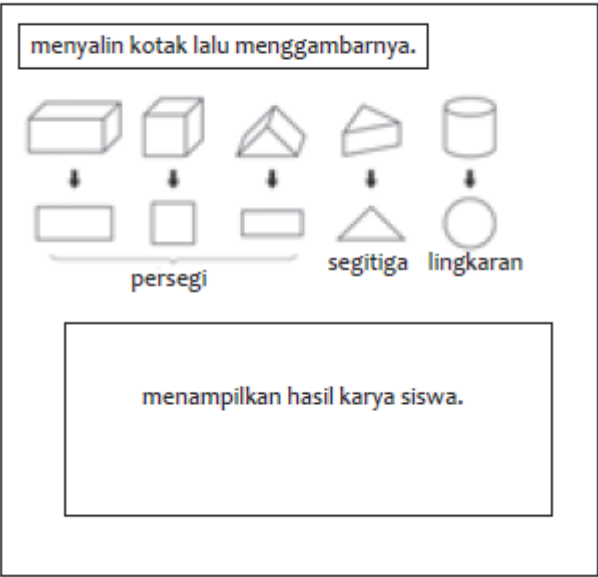 menyalin kotak lalu menggambarnya.
persegi
segitiga
lingkaran
menampilkan hasil karya siswa.